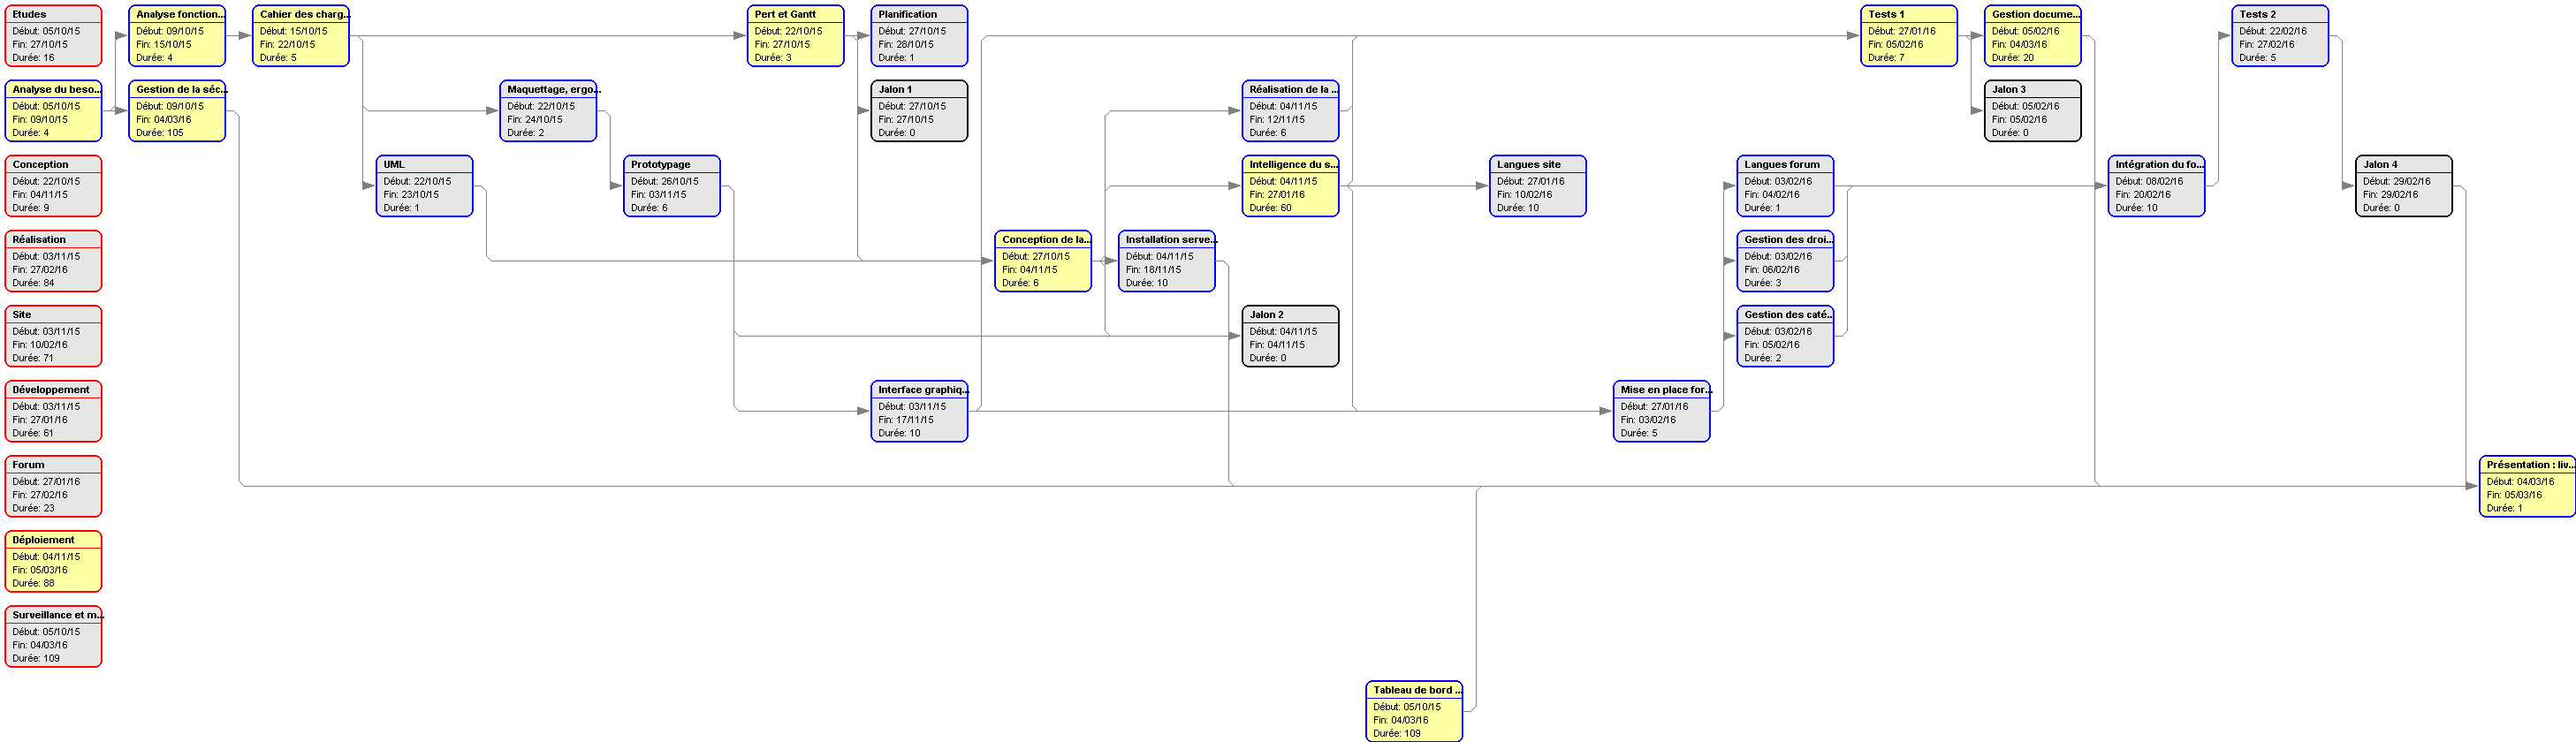 Etudes
Début: 05/10/15
Fin: 27/10/15
Durée: 16
Analyse fonction...
Début: 09/10/15
Fin: 15/10/15
Durée: 4
Cahier des charg...
Début: 15/10/15
Fin: 22/10/15
Durée: 5
Pert et Gantt
Début: 22/10/15
Fin: 27/10/15
Durée: 3
Planification
Début: 27/10/15
Fin: 28/10/15
Durée: 1
Tests 1
Début: 27/01/16
Fin: 05/02/16
Durée: 7
Gestion docume...
Début: 05/02/16
Fin: 04/03/16
Durée: 20
Tests 2
Début: 22/02/16
Fin: 27/02/16
Durée: 5
Analyse du beso...
Début: 05/10/15
Fin: 09/10/15
Durée: 4
Gestion de la séc...
Début: 09/10/15
Fin: 04/03/16
Durée: 105
Maquettage, ergo...
Début: 22/10/15
Fin: 24/10/15
Durée: 2
Jalon 1
Début: 27/10/15
Fin: 27/10/15
Durée: 0
Réalisation de la ...
Début: 04/11/15
Fin: 12/11/15
Durée: 6
Jalon 3
Début: 05/02/16
Fin: 05/02/16
Durée: 0
Conception
Début: 22/10/15
Fin: 04/11/15
Durée: 9
UML
Début: 22/10/15
Fin: 23/10/15
Durée: 1
Prototypage
Début: 26/10/15
Fin: 03/11/15
Durée: 6
Intelligence du s...
Début: 04/11/15
Fin: 27/01/16
Durée: 60
Langues site
Début: 27/01/16
Fin: 10/02/16
Durée: 10
Langues forum
Début: 03/02/16
Fin: 04/02/16
Durée: 1
Intégration du fo...
Début: 08/02/16
Fin: 20/02/16
Durée: 10
Jalon 4
Début: 29/02/16
Fin: 29/02/16
Durée: 0
Réalisation
Début: 03/11/15
Fin: 27/02/16
Durée: 84
Conception de la...
Début: 27/10/15
Fin: 04/11/15
Durée: 6
Installation serve...
Début: 04/11/15
Fin: 18/11/15
Durée: 10
Gestion des droi...
Début: 03/02/16
Fin: 06/02/16
Durée: 3
Site
Début: 03/11/15
Fin: 10/02/16
Durée: 71
Jalon 2
Début: 04/11/15
Fin: 04/11/15
Durée: 0
Gestion des caté...
Début: 03/02/16
Fin: 05/02/16
Durée: 2
Développement
Début: 03/11/15
Fin: 27/01/16
Durée: 61
Interface graphiq...
Début: 03/11/15
Fin: 17/11/15
Durée: 10
Mise en place for...
Début: 27/01/16
Fin: 03/02/16
Durée: 5
Forum
Début: 27/01/16
Fin: 27/02/16
Durée: 23
Présentation : liv...
Début: 04/03/16
Fin: 05/03/16
Durée: 1
Déploiement
Début: 04/11/15
Fin: 05/03/16
Durée: 88
Surveillance et m...
Début: 05/10/15
Fin: 04/03/16
Durée: 109
Tableau de bord ...
Début: 05/10/15
Fin: 04/03/16
Durée: 109